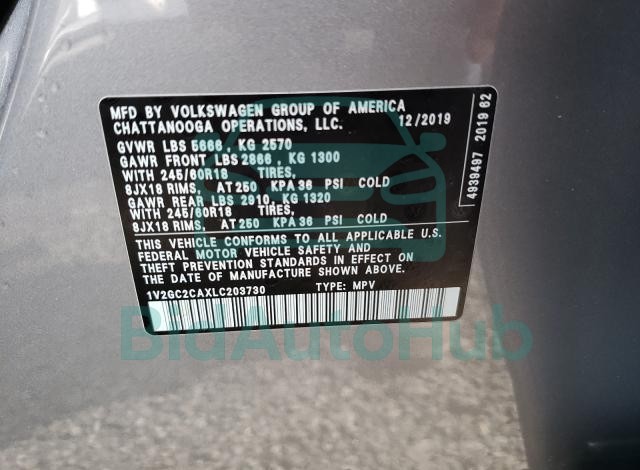 MFD BY VOLKSWAGEN GROUP OF AMERICA
CHATTANOOGA OPERATIONS, LLC. 12/2019
GVWR LBS 5666 , KG 2570
GAWR FRONT LBS 2866 , KG 1300
WITH 245/60R18 TIRES,
8JX18 RIMS, AT 250 KPA 36 PSI COLD
GAWR REAR LBS 2910, KG 1320
WITH 245/60R18 TIRES,
8JX18 RIMS, AT 250 KPA 36 PSI COLD
THIS VEHICLE CONFORMS TO ALL APPLICABLE U.S.
FEDERAL MOTOR VEHICLE SAFETY AND
THEFT PREVENTION STANDARDS IN EFFECT ON
THE DATE OF MANUFACTURE SHOWN ABOVE.
1V2GC2CAXLC203730 TYPE: MPV
4939497 2019 62
BidAutoHub